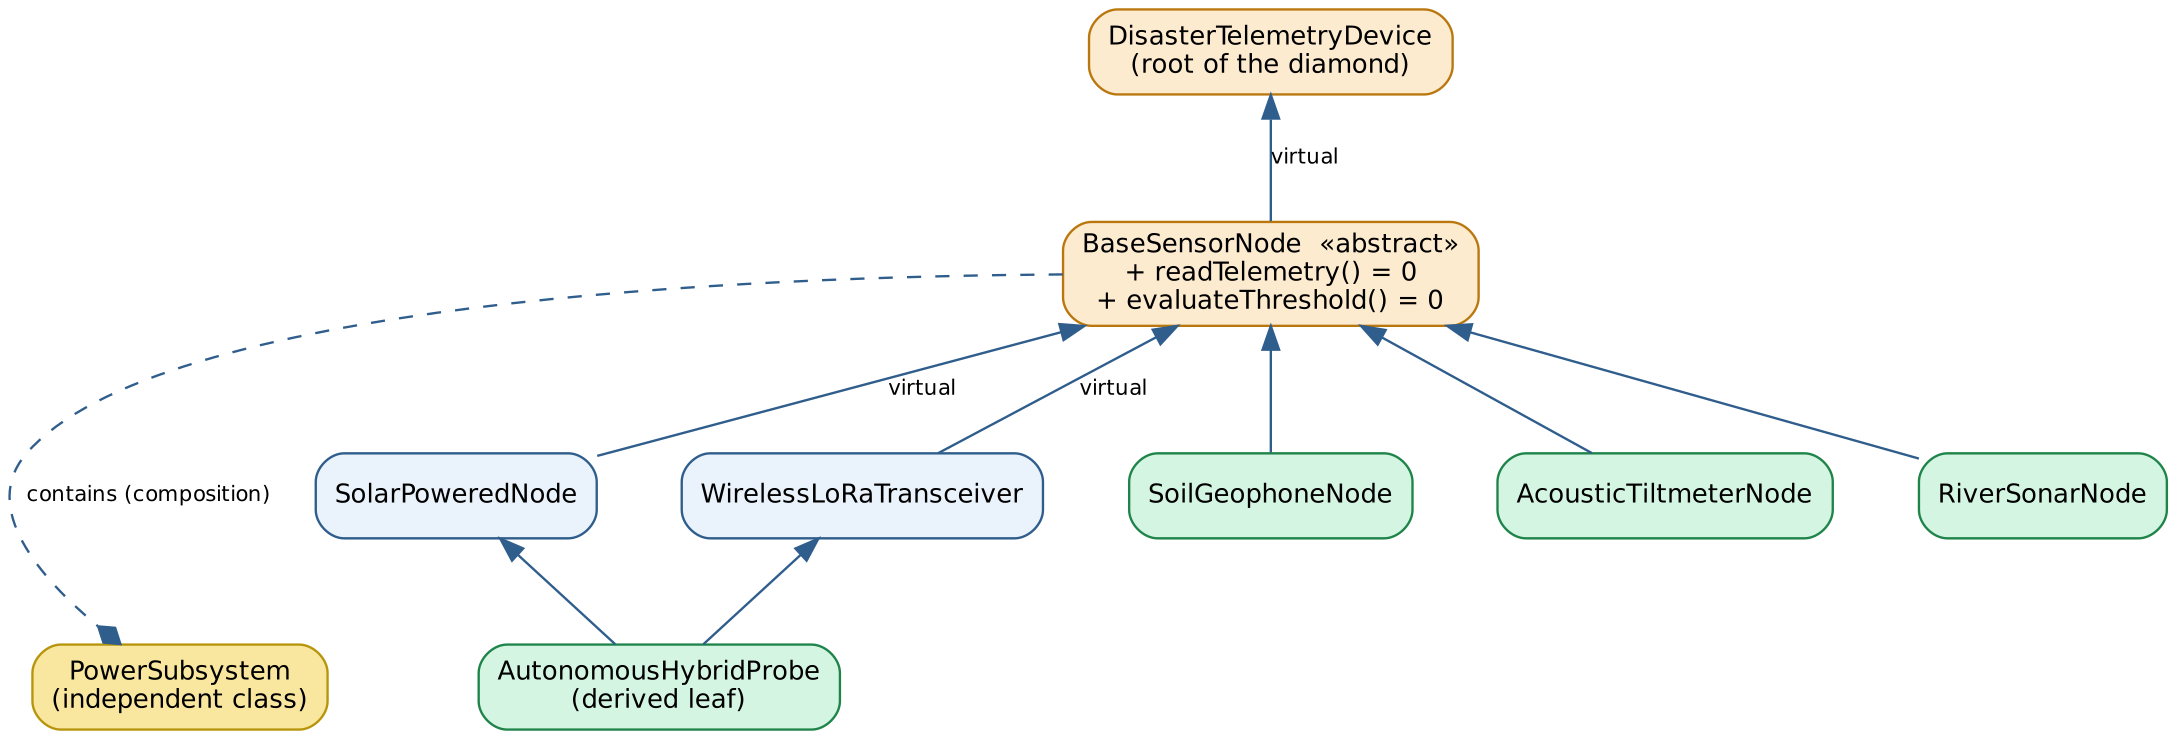 DisasterTelemetryDevice
(root of the diamond)
virtual
BaseSensorNode  «abstract»
+ readTelemetry() = 0
+ evaluateThreshold() = 0
virtual
virtual
contains (composition)
SolarPoweredNode
WirelessLoRaTransceiver
SoilGeophoneNode
AcousticTiltmeterNode
RiverSonarNode
PowerSubsystem
(independent class)
AutonomousHybridProbe
(derived leaf)